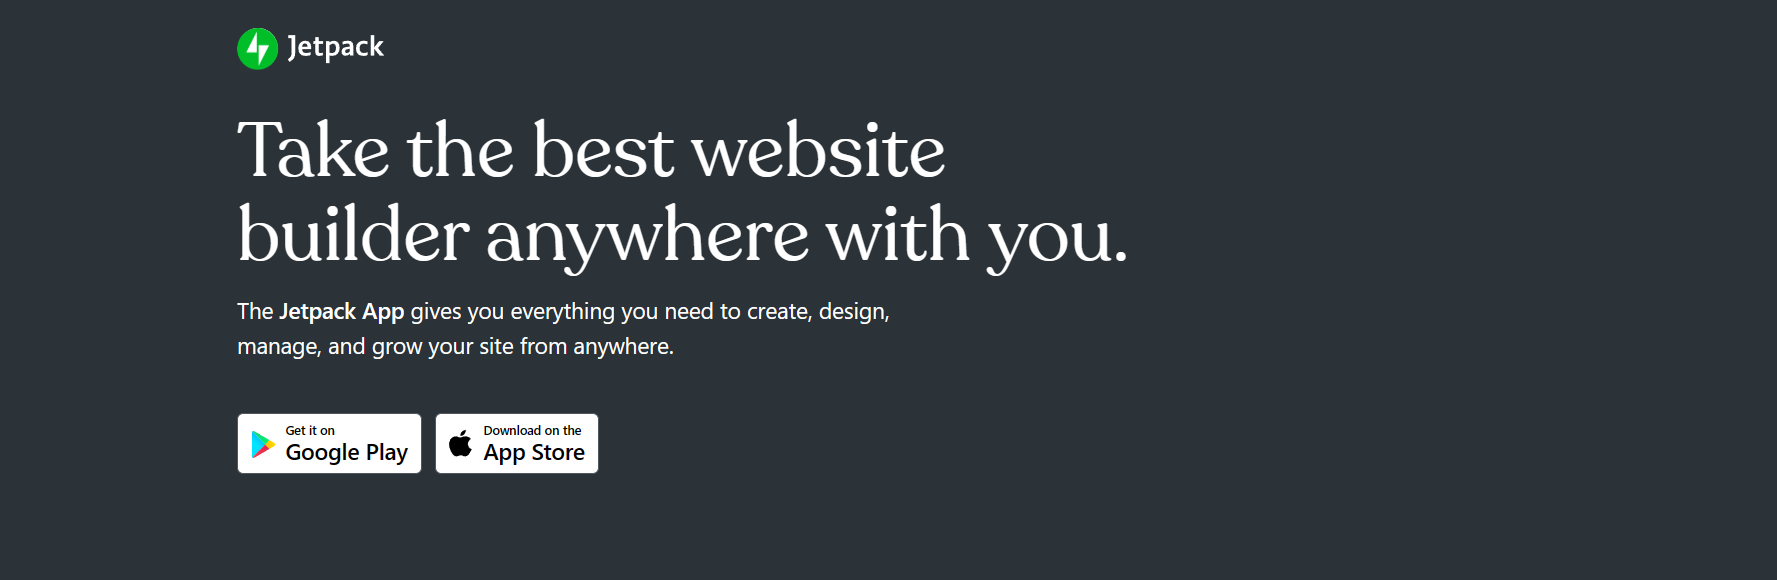 Jetpack
Take the best website
builder anywhere with you.
The Jetpack App gives you everything you need to create, design,
manage, and grow your site from anywhere.
Get it on
Google Play
Download on the
App Store